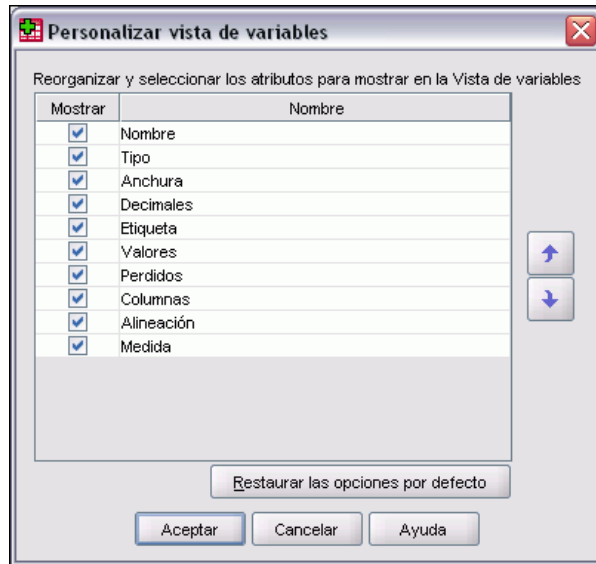 Personalizar vista de variables
Reorganizar y seleccionar los atributos para mostrar en la Vista de variables
Mostrar Nombre
Nombre
Tipo
Anchura
Decimales
Etiqueta
Valores
Perdidos
Columnas
Alineación
Medida
Restaurar las opciones por defecto
Aceptar Cancelar Ayuda